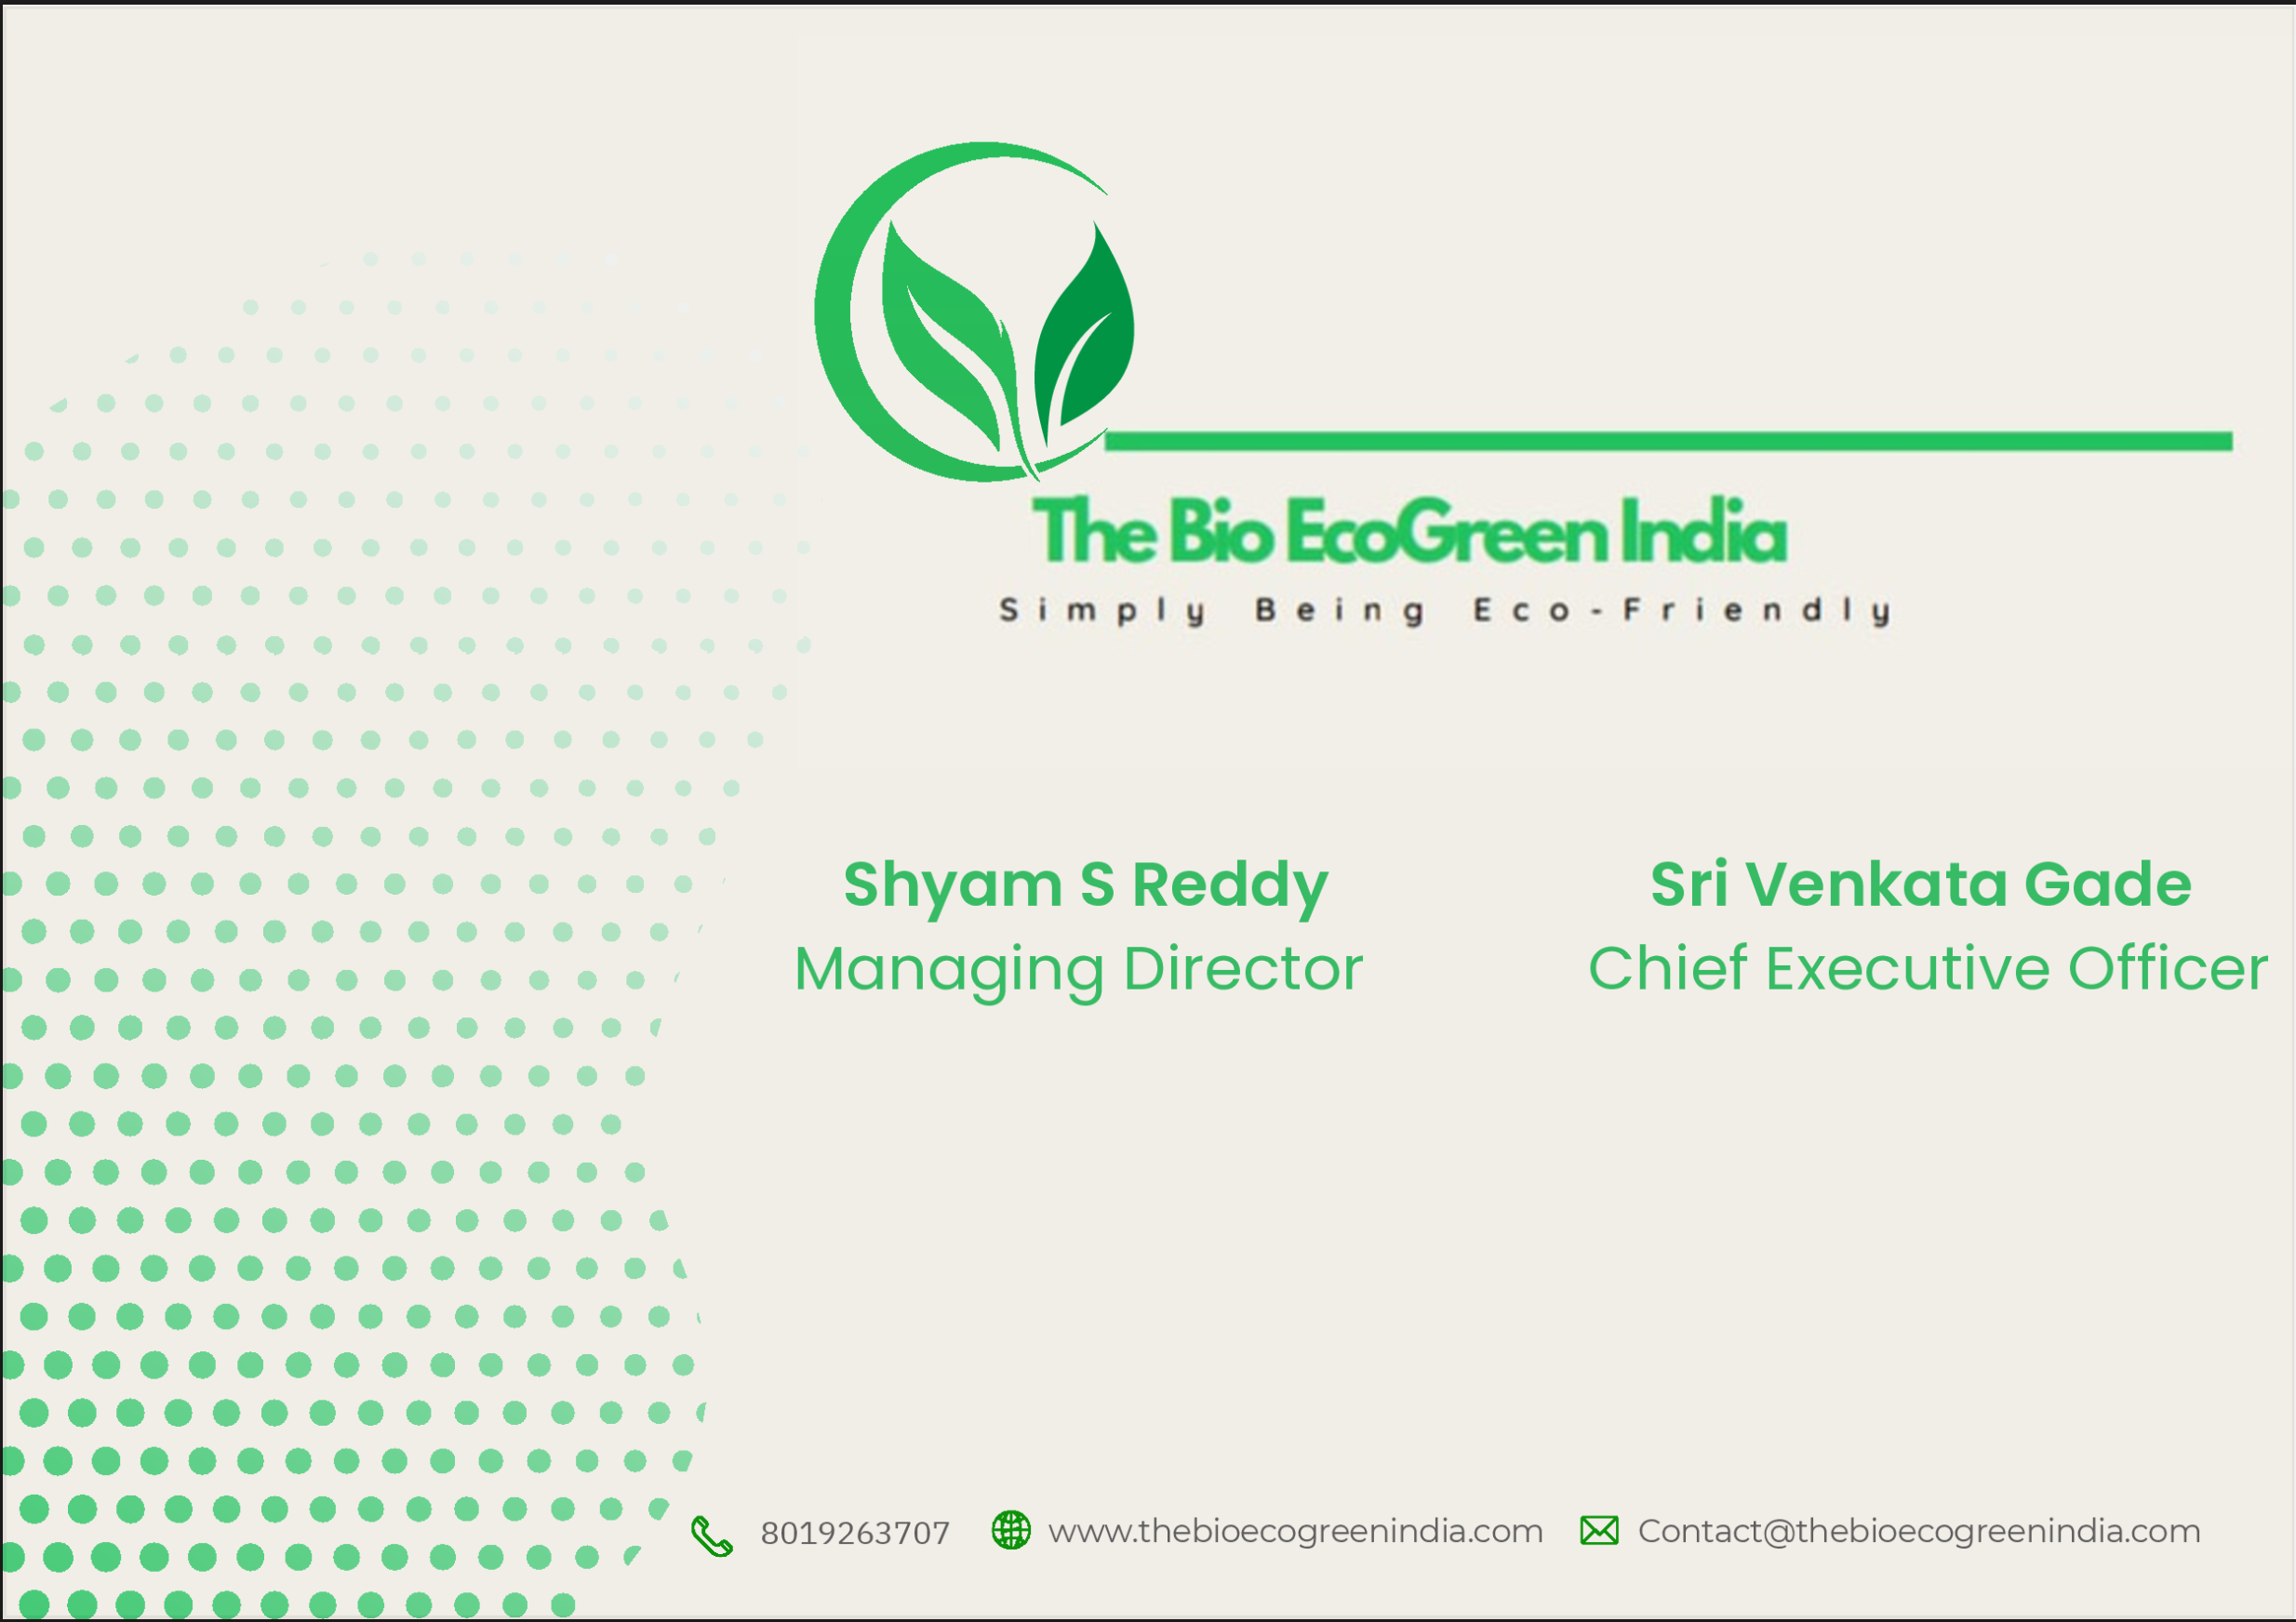 The Bio EcoGreen India
Simply Being Eco-Friendly
Shyam S Reddy
Managing Director
Sri Venkata Gade
Chief Executive Officer
8019263707 www.thebioecogreenindia.com Contact@thebioecogreenindia.com